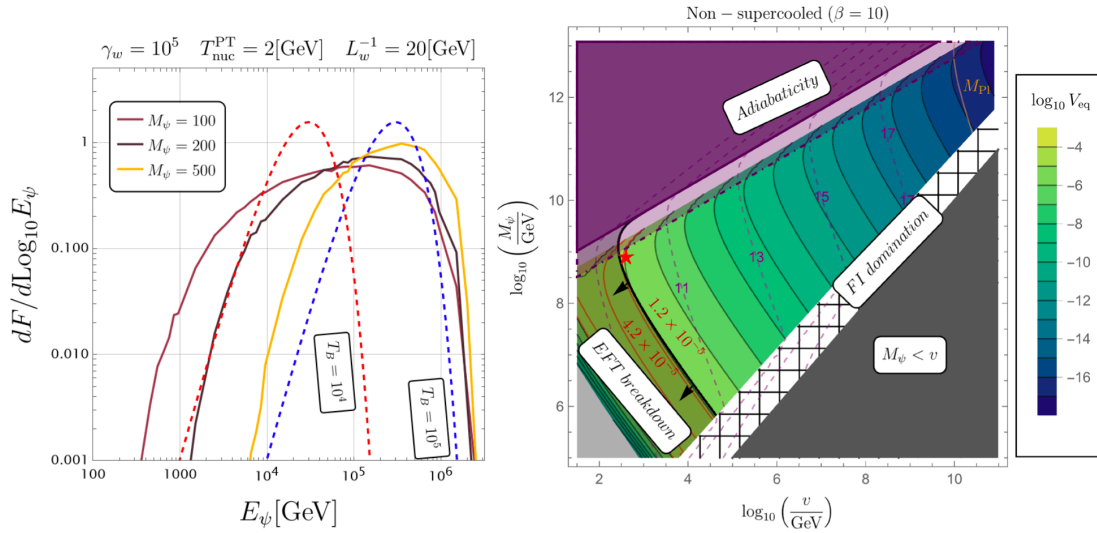 γ_w = 10^5 T_nuc^PT = 2[GeV] L_w^-1 = 20[GeV]
M_ψ = 100
M_ψ = 200
M_ψ = 500
1
0.100
0.010
0.001
dF/dLog10E_ψ
T_B = 10^4
T_B = 10^5
100
1000
10^4
10^5
10^6
E_ψ[GeV]
Non − supercooled (β = 10)
Adiabaticity
M_Pl
17
15
13
11
17
FI domination
1.2 × 10^-5
4.2 × 10^-5
EFT breakdown
M_ψ < v
12
10
8
6
log_10 (M_ψ/GeV)
2
4
6
8
10
log_10 (v/GeV)
log_10 V_eq
−4
−6
−8
−10
−12
−14
−16